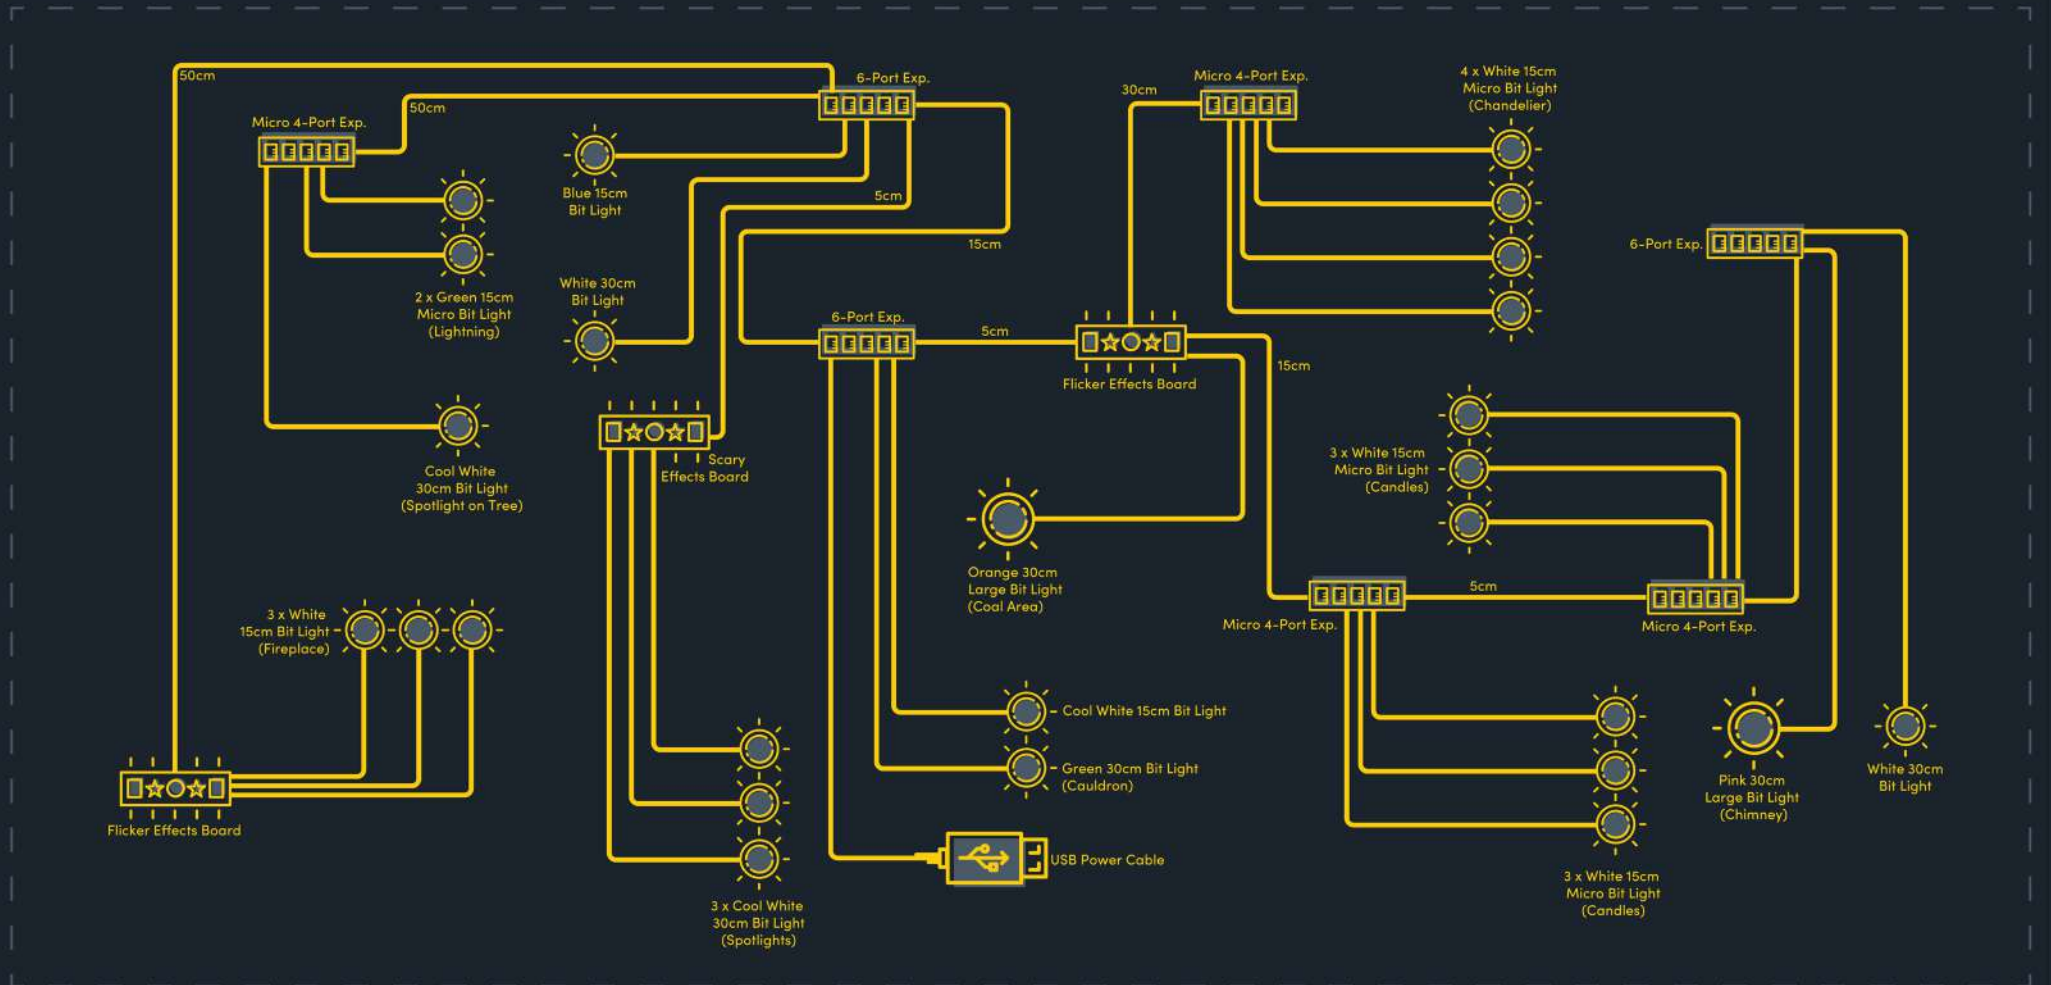 50cm
6-Port Exp.
50cm
Micro 4-Port Exp.
Blue 15cm
Bit Light
5cm
15cm
2 x Green 15cm
Micro Bit Light
(Lightning)
White 30cm
Bit Light
Cool White
30cm Bit Light
(Spotlight on Tree)
Scary
Effects Board
3 x White
15cm Bit Light
(Fireplace)
Flicker Effects Board
3 x Cool White
30cm Bit Light
(Spotlights)
6-Port Exp.
5cm
Flicker Effects Board
30cm
Micro 4-Port Exp.
4 x White 15cm
Micro Bit Light
(Chandelier)
15cm
Orange 30cm
Large Bit Light
(Coal Area)
Cool White 15cm Bit Light
Green 30cm Bit Light
(Cauldron)
USB Power Cable
6-Port Exp.
3 x White 15cm
Micro Bit Light
(Candles)
5cm
Micro 4-Port Exp.
Micro 4-Port Exp.
Pink 30cm
Large Bit Light
(Chimney)
White 30cm
Bit Light
3 x White 15cm
Micro Bit Light
(Candles)